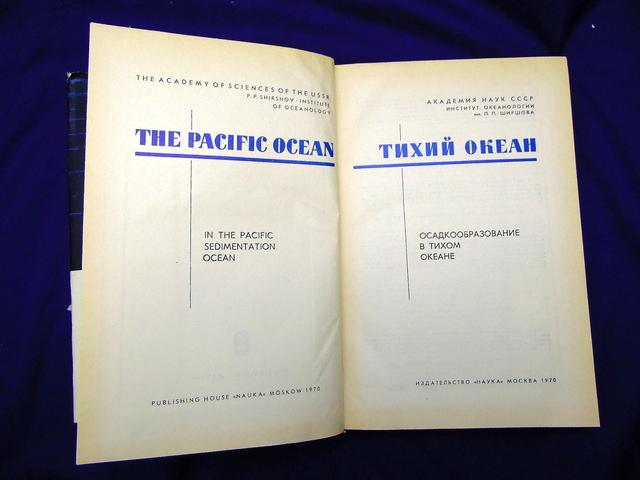 THE ACADEMY OF SCIENCES OF THE USSR
P. P. SHIRSHOV INSTITUTE
OF OCEANOLOGY
THE PACIFIC OCEAN
IN THE PACIFIC
SEDIMENTATION
OCEAN
PUBLISHING HOUSE «NAUKA» MOSKOW 1970
АКАДЕМИЯ НАУК СССР
ИНСТИТУТ ОКЕАНОЛОГИИ
им. П. П. ШИРШОВА
ТИХИЙ ОКЕАН
ОСАДКООБРАЗОВАНИЕ
В ТИХОМ
ОКЕАНЕ
ИЗДАТЕЛЬСТВО «НАУКА» МОСКВА 1970